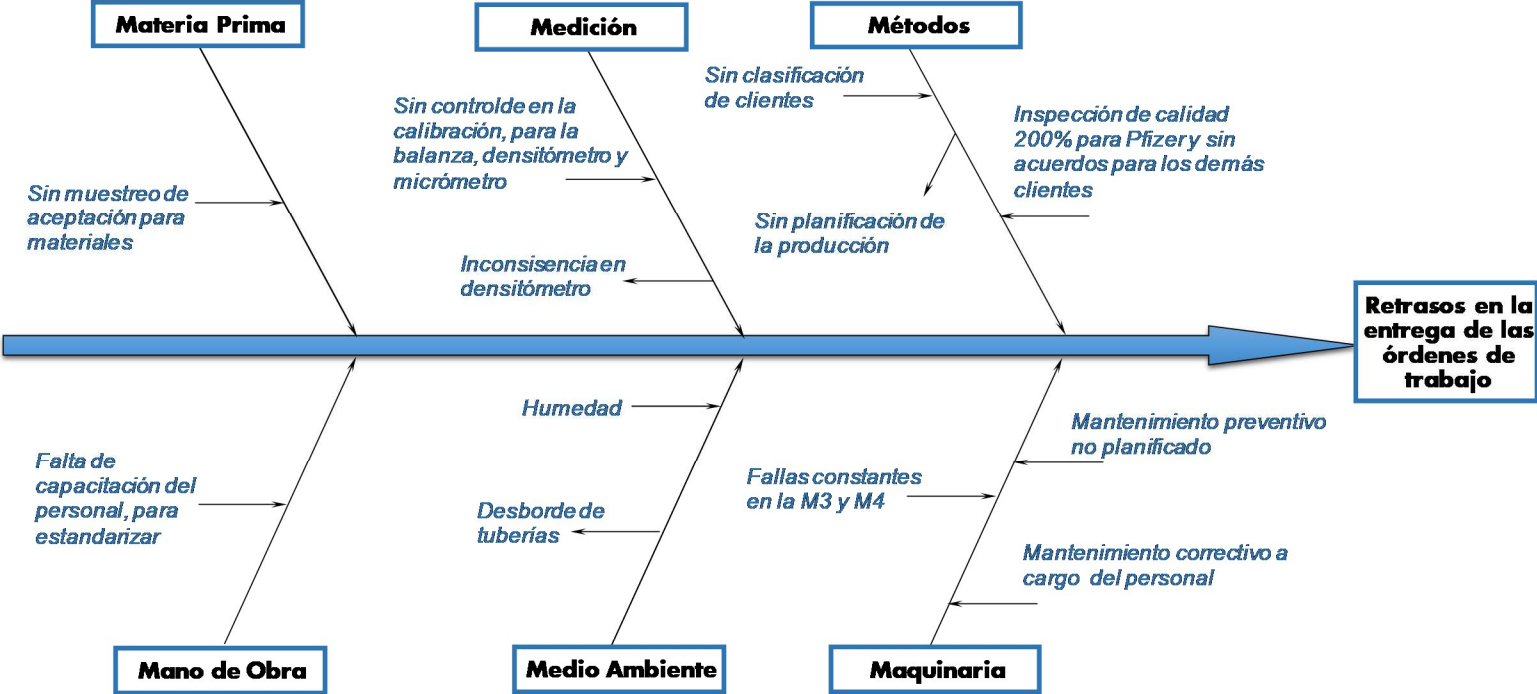 Materia Prima
Medición
Métodos
Sin muestreo de
aceptación para
materiales
Sin controlde en la
calibración, para la
balanza, densitómetro y
micrómetro
Inconsisencia en
densitómetro
Sin clasificación
de clientes
Sin planificación de
la producción
Inspección de calidad
200% para Pfizer y sin
acuerdos para los demás
clientes
Retrasos en la
entrega de las
órdenes de
trabajo
Falta de
capacitación del
personal, para
estandarizar
Humedad
Desborde de
tuberías
Fallas constantes
en la M3 y M4
Mantenimiento preventivo
no planificado
Mantenimiento correctivo a
cargo del personal
Mano de Obra
Medio Ambiente
Maquinaria